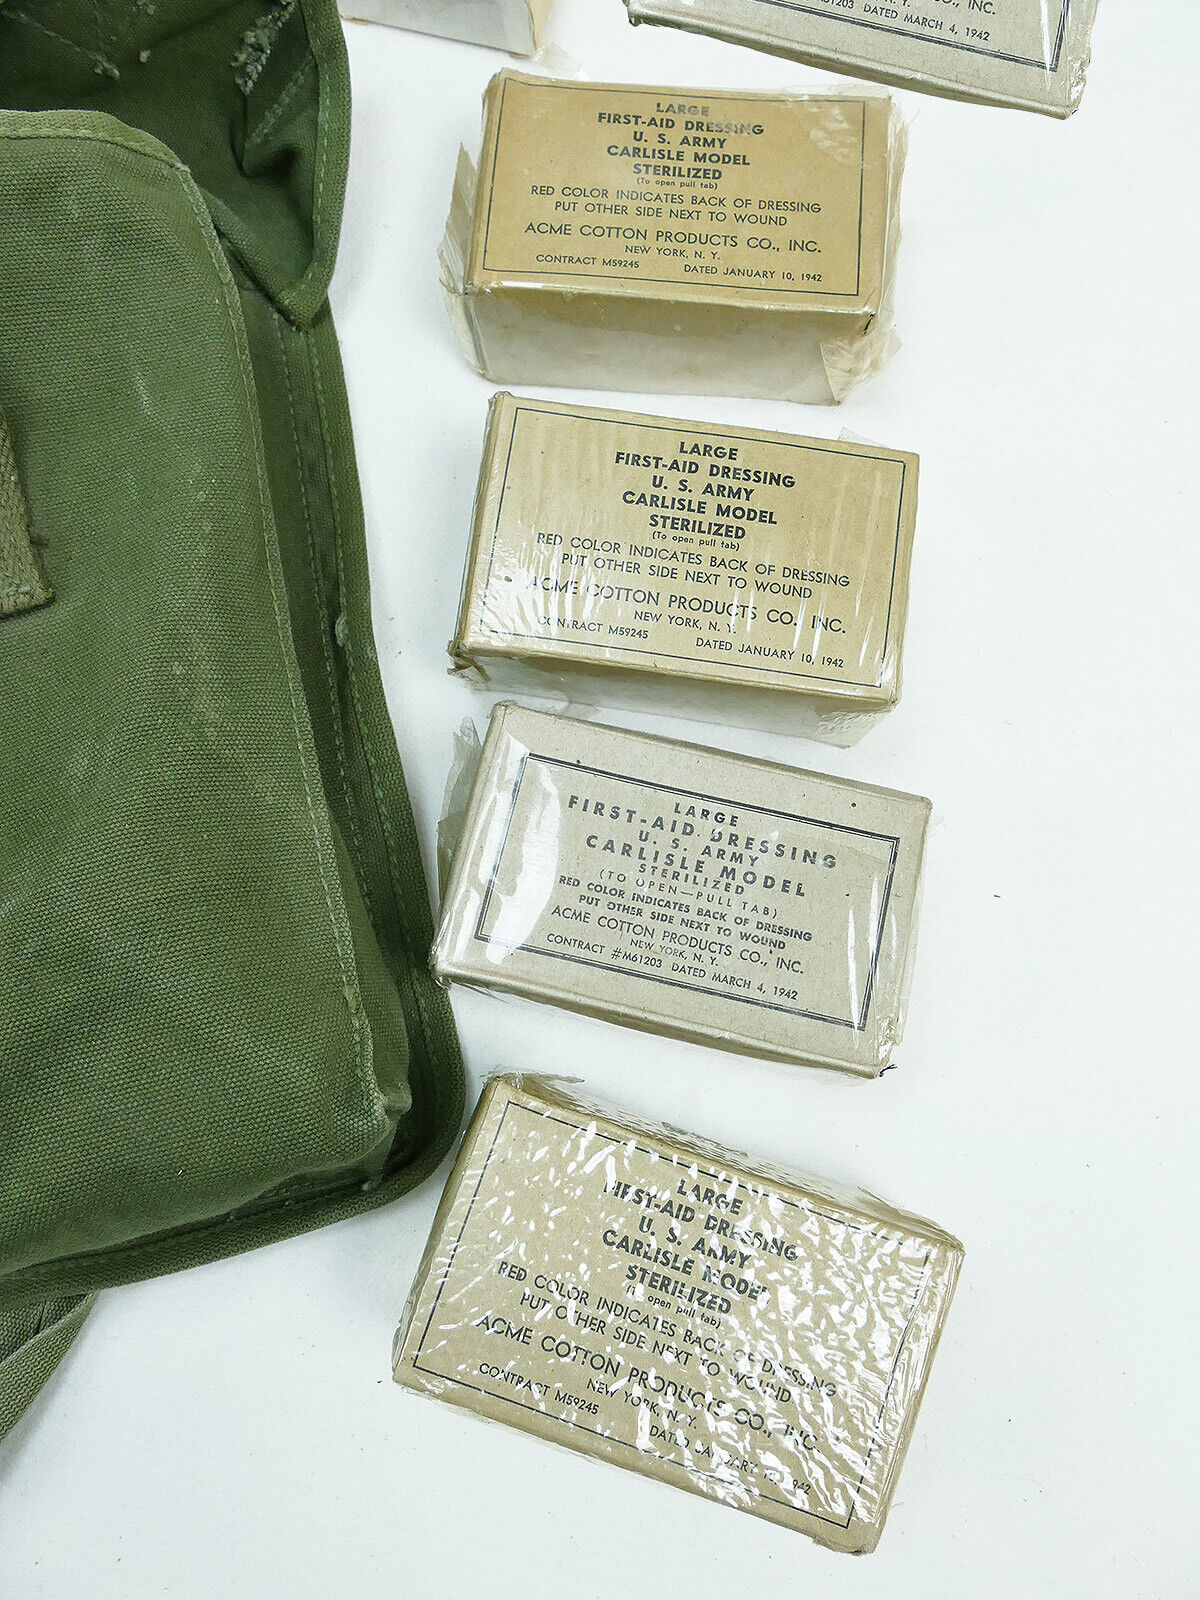 N. Y. CO., INC.
M61203 DATED MARCH 4, 1942
LARGE
FIRST-AID DRESSING
U. S. ARMY
CARLISLE MODEL
STERILIZED
(To open pull tab)
RED COLOR INDICATES BACK OF DRESSING
PUT OTHER SIDE NEXT TO WOUND
ACME COTTON PRODUCTS CO., INC.
NEW YORK, N. Y.
CONTRACT M59245 DATED JANUARY 10, 1942
LARGE
FIRST-AID DRESSING
U. S. ARMY
CARLISLE MODEL
STERILIZED
(To open pull tab)
RED COLOR INDICATES BACK OF DRESSING
PUT OTHER SIDE NEXT TO WOUND
ACME COTTON PRODUCTS CO., INC.
NEW YORK, N. Y.
CONTRACT M59245 DATED JANUARY 10, 1942
LARGE
FIRST-AID DRESSING
U. S. ARMY
CARLISLE MODEL
STERILIZED
(TO OPEN—PULL TAB)
RED COLOR INDICATES BACK OF DRESSING
PUT OTHER SIDE NEXT TO WOUND
ACME COTTON PRODUCTS CO., INC.
NEW YORK, N. Y.
CONTRACT #M61203 DATED MARCH 4, 1942
LARGE
FIRST-AID DRESSING
U. S. ARMY
CARLISLE MODEL
STERILIZED
(To open pull tab)
RED COLOR INDICATES BACK OF DRESSING
PUT OTHER SIDE NEXT TO WOUND
ACME COTTON PRODUCTS CO., INC.
NEW YORK, N. Y.
CONTRACT M59245 DATED JANUARY 10, 1942